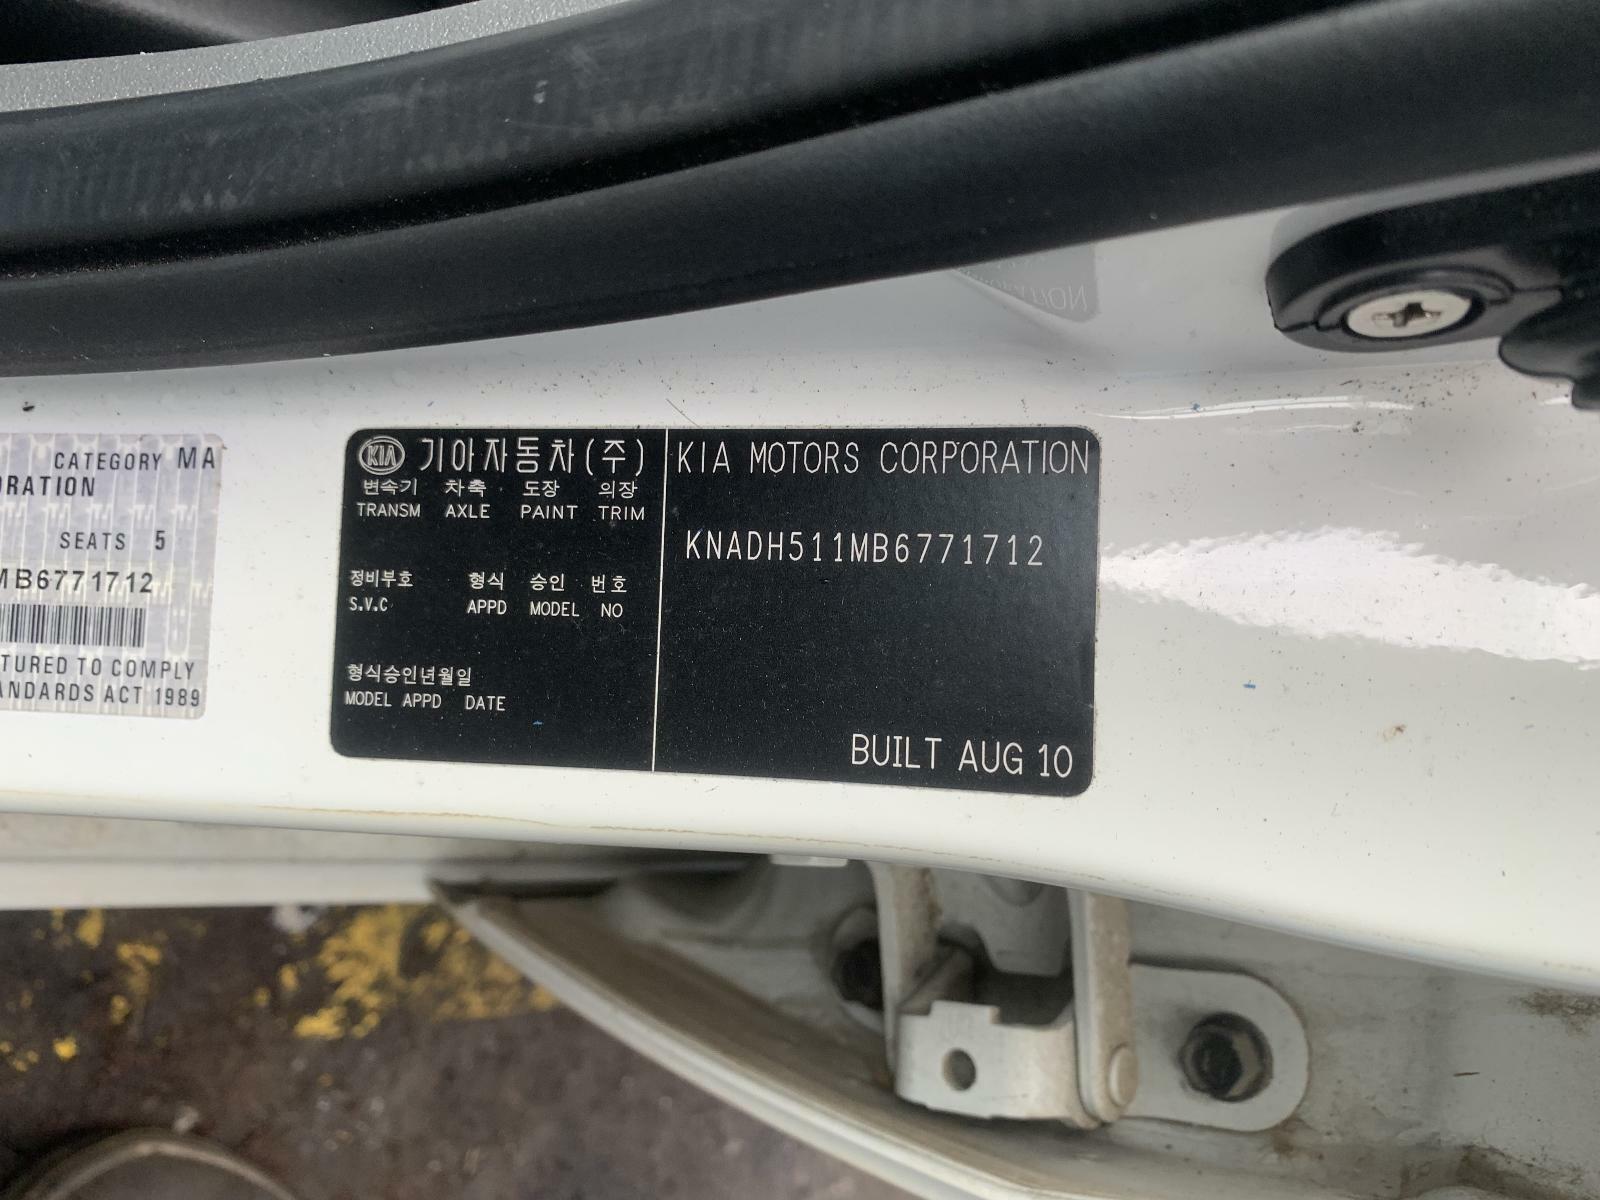 CATEGORY MA
ORATION
SEATS 5
MB6771712
TURED TO COMPLY
ANDARDS ACT 1989
KIA 기아자동차(주)
변속기 차축 도장 의장
TRANSM AXLE PAINT TRIM
정비부호 형식 승인 번호
S.V.C APPD MODEL NO
형식승인년월일
MODEL APPD DATE
KIA MOTORS CORPORATION
KNADH511MB6771712
BUILT AUG 10